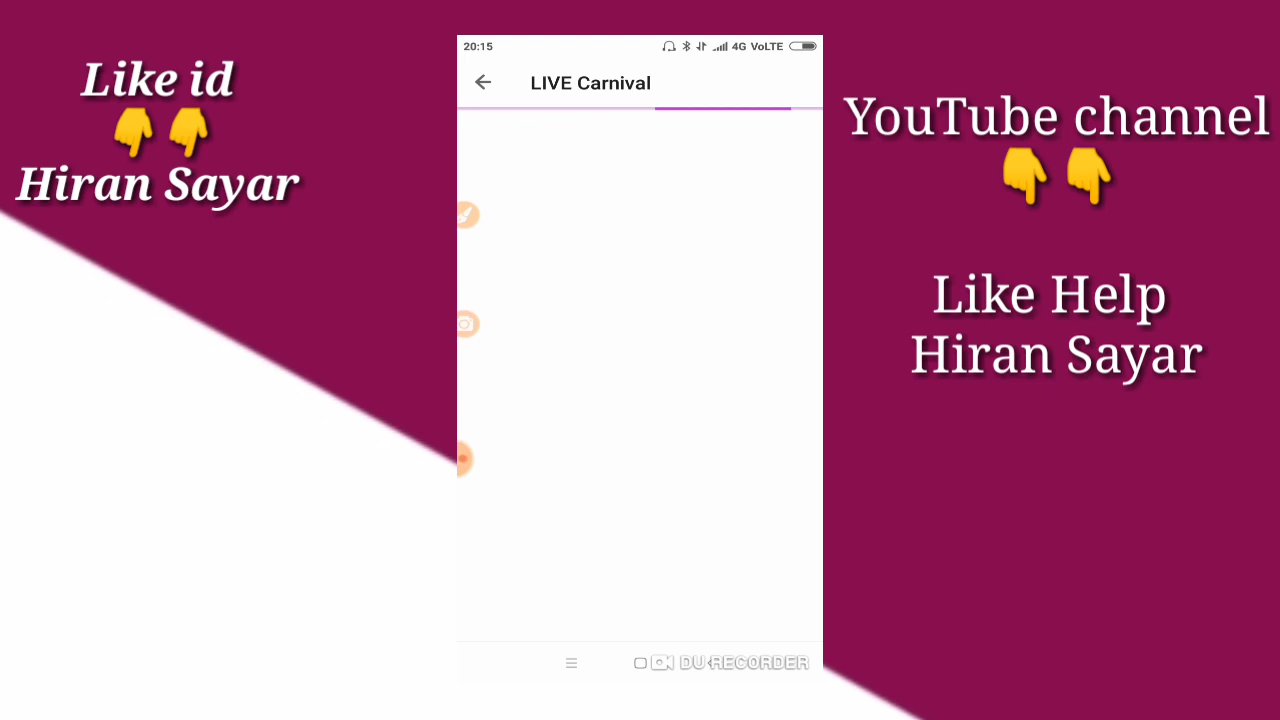 Like id
👇👇
Hiran Sayar
20:15
4G VoLTE
LIVE Carnival
DU RECORDER
YouTube channel
👇👇
Like Help
Hiran Sayar